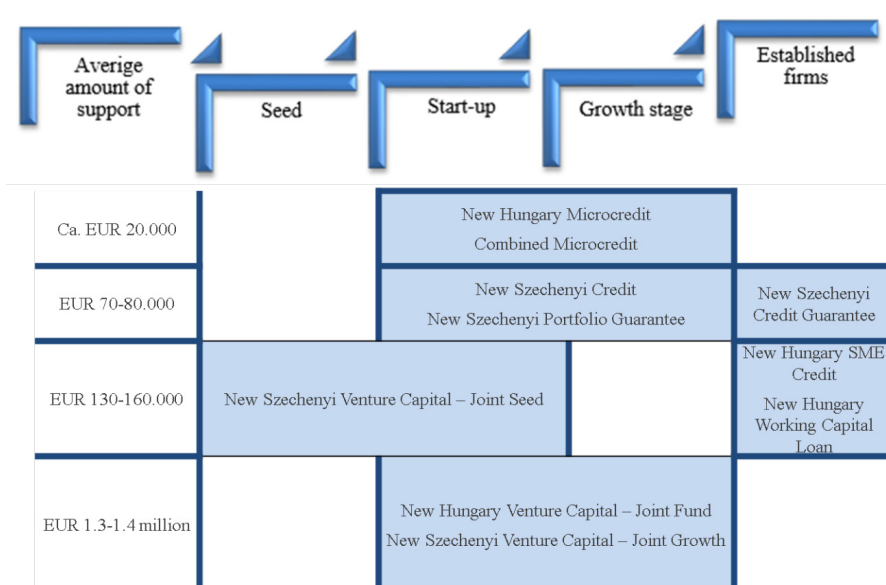 Averige
amount of
support
Seed
Start-up
Growth stage
Established
firms
Ca. EUR 20.000
New Hungary Microcredit
Combined Microcredit
EUR 70-80.000
New Szechenyi Credit
New Szechenyi Portfolio Guarantee
New Szechenyi
Credit Guarantee
EUR 130-160.000
New Szechenyi Venture Capital – Joint Seed
New Hungary SME
Credit
New Hungary
Working Capital
Loan
EUR 1.3-1.4 million
New Hungary Venture Capital – Joint Fund
New Szechenyi Venture Capital – Joint Growth